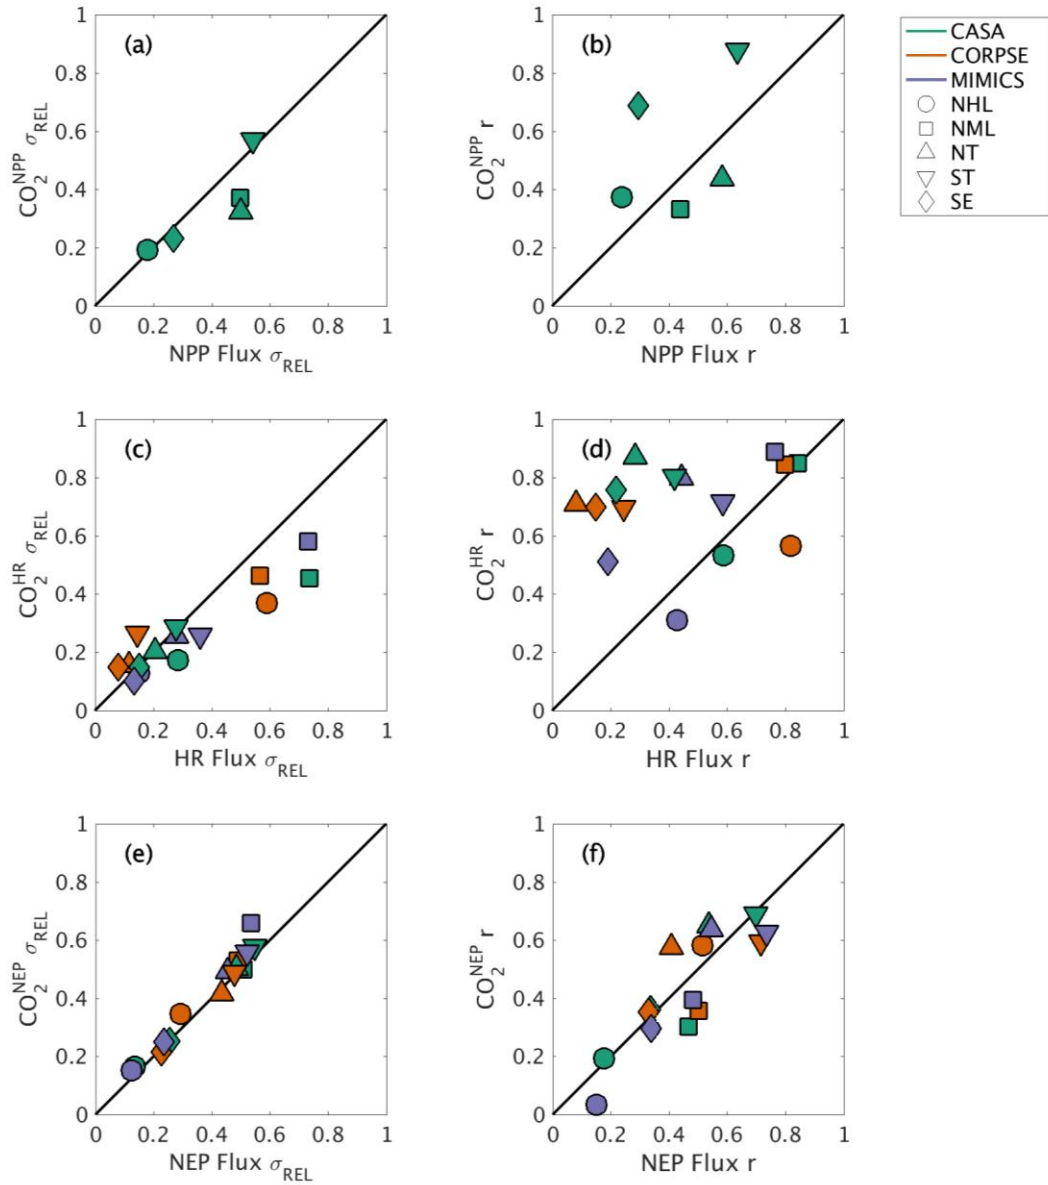 (a)
1
0.8
0.6
0.4
0.2
0
CO₂ᴺᴾᴾ σ_REL
0 0.2 0.4 0.6 0.8 1
NPP Flux σ_REL
(b)
1
0.8
0.6
0.4
0.2
0
CO₂ᴺᴾᴾ r
0 0.2 0.4 0.6 0.8 1
NPP Flux r
CASA
CORPSE
MIMICS
NHL
NML
NT
ST
SE
(c)
1
0.8
0.6
0.4
0.2
0
CO₂ᴴᴿ σ_REL
0 0.2 0.4 0.6 0.8 1
HR Flux σ_REL
(d)
1
0.8
0.6
0.4
0.2
0
CO₂ᴴᴿ r
0 0.2 0.4 0.6 0.8 1
HR Flux r
(e)
1
0.8
0.6
0.4
0.2
0
CO₂ᴺᴱᴾ σ_REL
0 0.2 0.4 0.6 0.8 1
NEP Flux σ_REL
(f)
1
0.8
0.6
0.4
0.2
0
CO₂ᴺᴱᴾ r
0 0.2 0.4 0.6 0.8 1
NEP Flux r